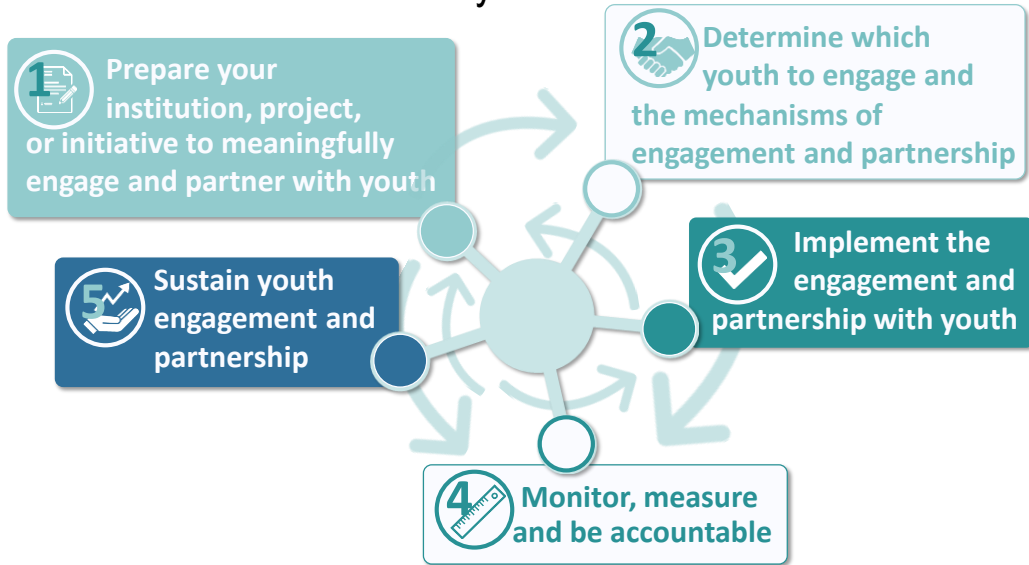 1
Prepare your
institution, project,
or initiative to meaningfully
engage and partner with youth
2
Determine which
youth to engage and
the mechanisms of
engagement and partnership
3
Implement the
engagement and
partnership with youth
4
Monitor, measure
and be accountable
5
Sustain youth
engagement and
partnership